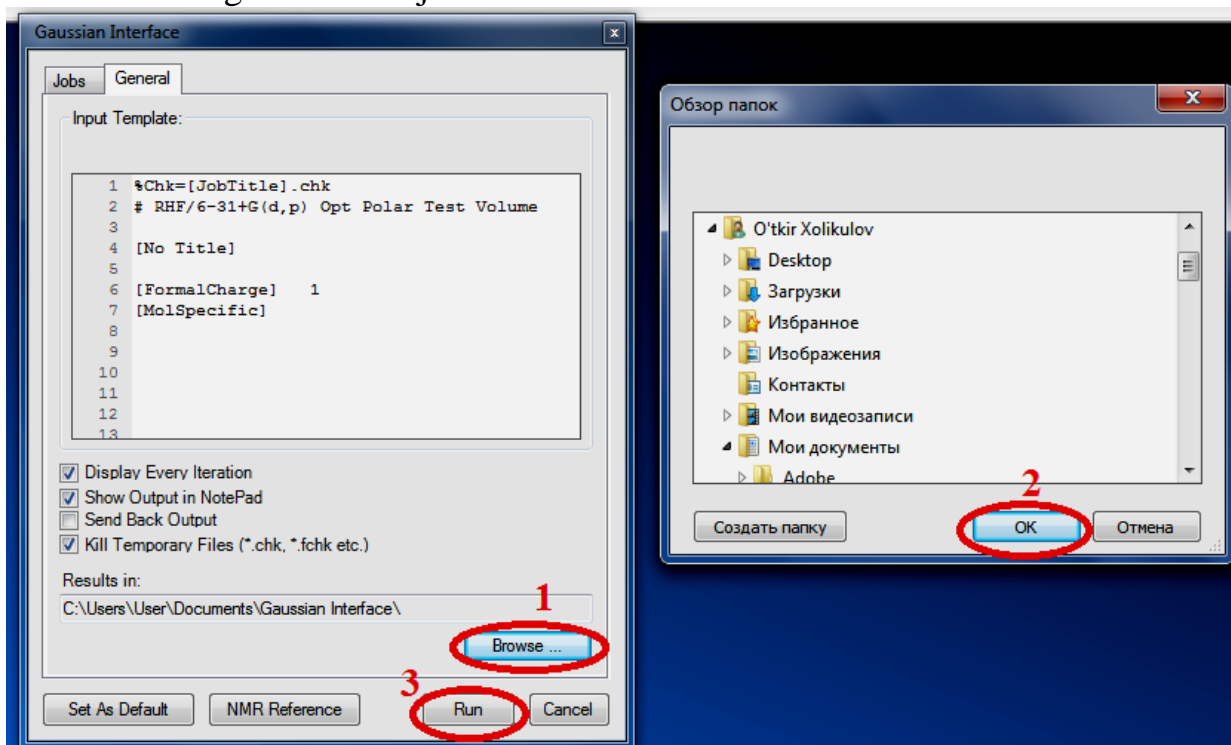 Gaussian Interface
Jobs General
Input Template:
1 %Chk=[JobTitle].chk
2 # RHF/6-31+G(d,p) Opt Polar Test Volume
3
4 [No Title]
5
6 [FormalCharge] 1
7 [MolSpecific]
8
9
10
11
12
13
Display Every Iteration
Show Output in NotePad
Send Back Output
Kill Temporary Files (*.chk, *.fchk etc.)
Results in:
C:\Users\User\Documents\Gaussian Interface\
1
Browse ...
3
Set As Default NMR Reference Run Cancel
Обзор папок
O'tkir Xolikulov
Desktop
Загрузки
Избранное
Изображения
Контакты
Мои видеозаписи
Мои документы
Adobe
2
Создать папку OK Отмена